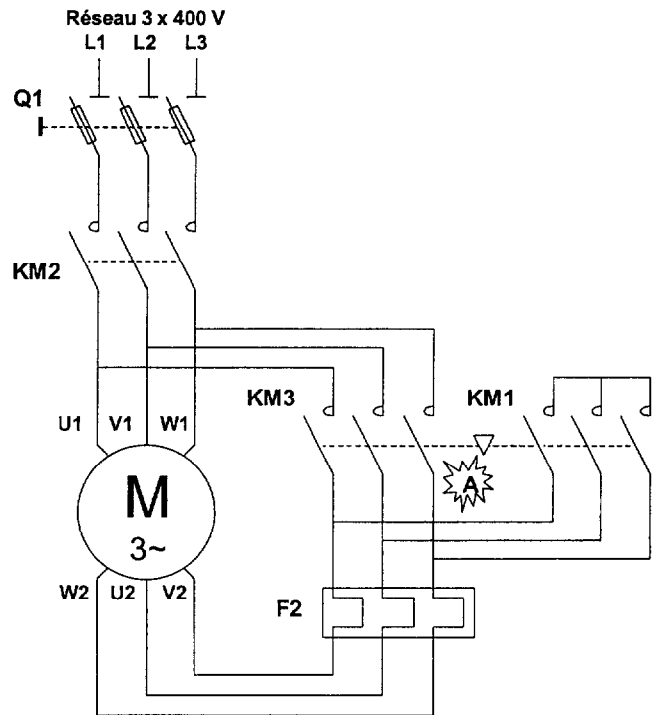 Réseau 3 x 400 V
L1 L2 L3
Q1
KM2
KM3 KM1
U1 V1 W1
A
M
3~
W2 U2 V2
F2